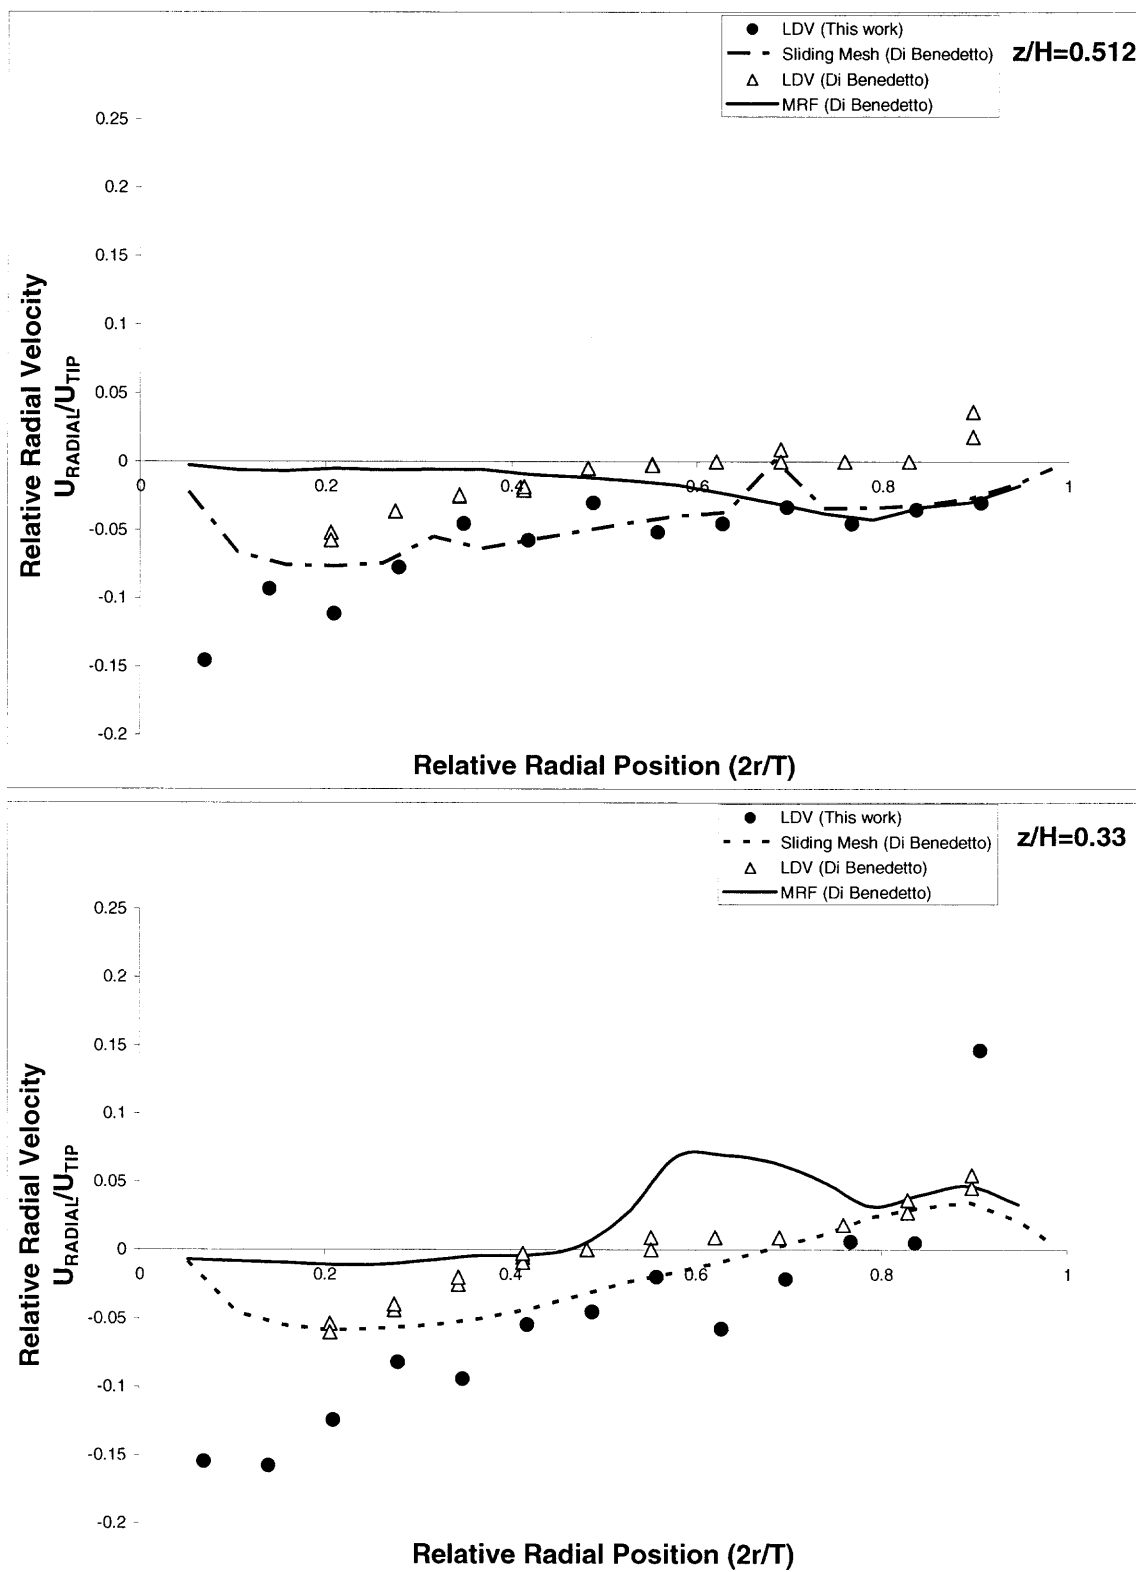 LDV (This work)
Sliding Mesh (Di Benedetto)
LDV (Di Benedetto)
MRF (Di Benedetto)
z/H=0.512
0.25
0.2
0.15
0.1
0.05
0
-0.05
-0.1
-0.15
-0.2
0 0.2 0.4 0.6 0.8 1
Relative Radial Velocity
U_RADIAL/U_TIP
Relative Radial Position (2r/T)
LDV (This work)
Sliding Mesh (Di Benedetto)
LDV (Di Benedetto)
MRF (Di Benedetto)
z/H=0.33
0.25
0.2
0.15
0.1
0.05
0
-0.05
-0.1
-0.15
-0.2
0 0.2 0.4 0.6 0.8 1
Relative Radial Velocity
U_RADIAL/U_TIP
Relative Radial Position (2r/T)